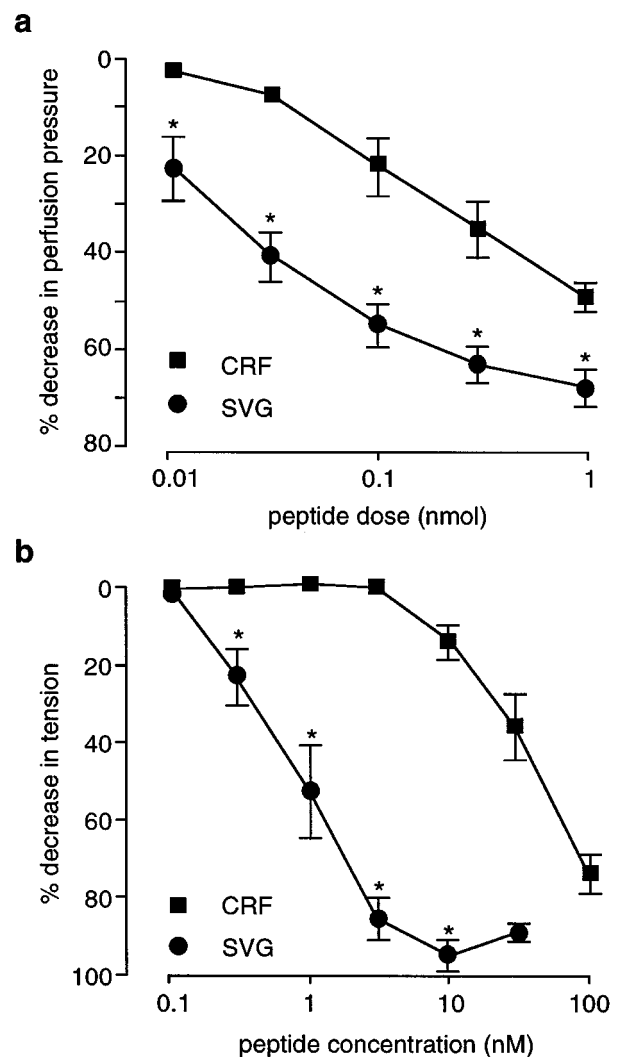 a
% decrease in perfusion pressure
0
20
40
60
80
*
*
*
*
*
CRF
SVG
0.01
0.1
1
peptide dose (nmol)
b
% decrease in tension
0
20
40
60
80
100
*
*
*
*
CRF
SVG
0.1
1
10
100
peptide concentration (nM)